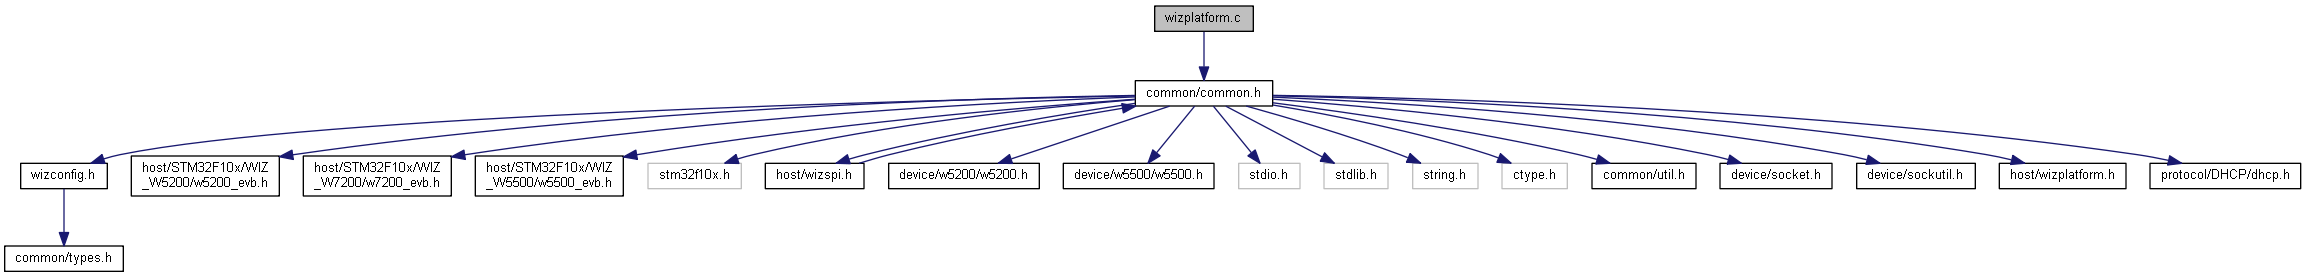 wizplatform.c
common/common.h
wizconfig.h
host/STM32F10x/WIZ
_W5200/w5200_evb.h
host/STM32F10x/WIZ
_W7200/w7200_evb.h
host/STM32F10x/WIZ
_W5500/w5500_evb.h
stm32f10x.h
host/wizspi.h
device/w5200/w5200.h
device/w5500/w5500.h
stdio.h
stdlib.h
string.h
ctype.h
common/util.h
device/socket.h
device/sockutil.h
host/wizplatform.h
protocol/DHCP/dhcp.h
common/types.h